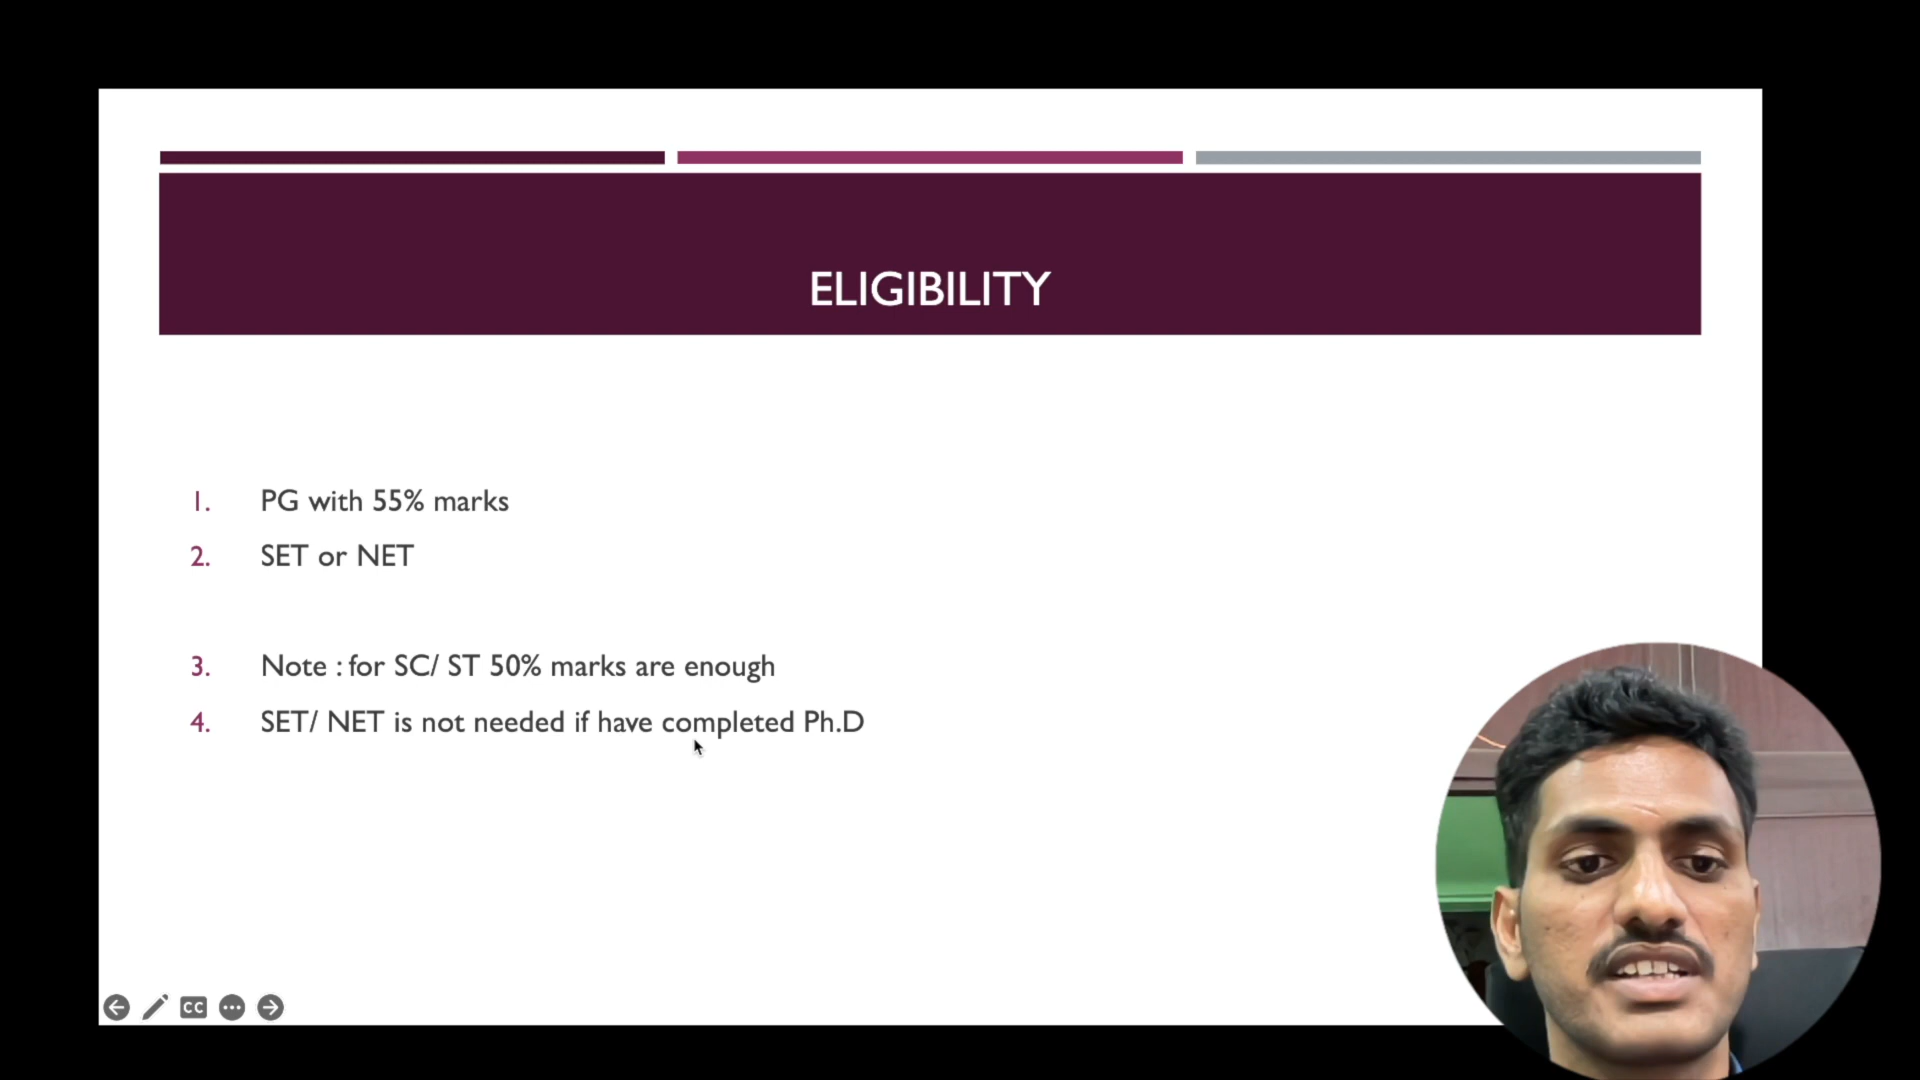 ELIGIBILITY
1. PG with 55% marks
2. SET or NET
3. Note : for SC/ ST 50% marks are enough
4. SET/ NET is not needed if have completed Ph.D
CC